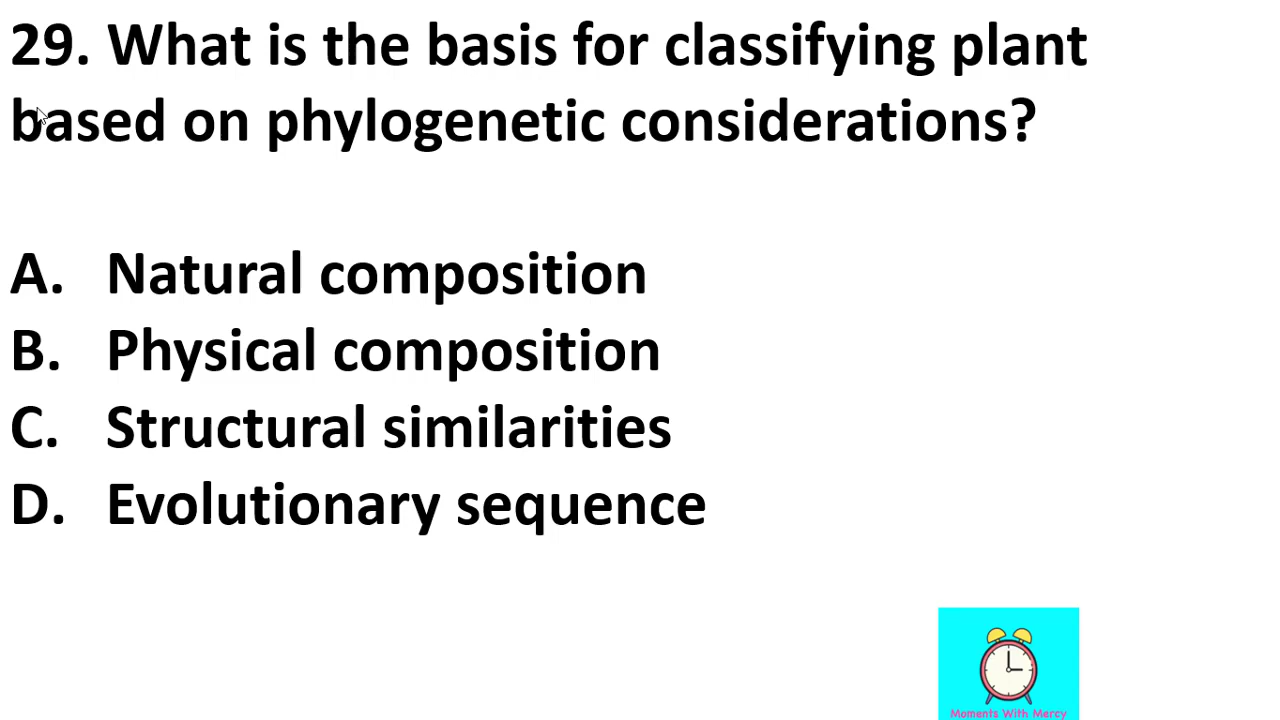 29. What is the basis for classifying plant
based on phylogenetic considerations?
A. Natural composition
B. Physical composition
C. Structural similarities
D. Evolutionary sequence
Moments With Mercy